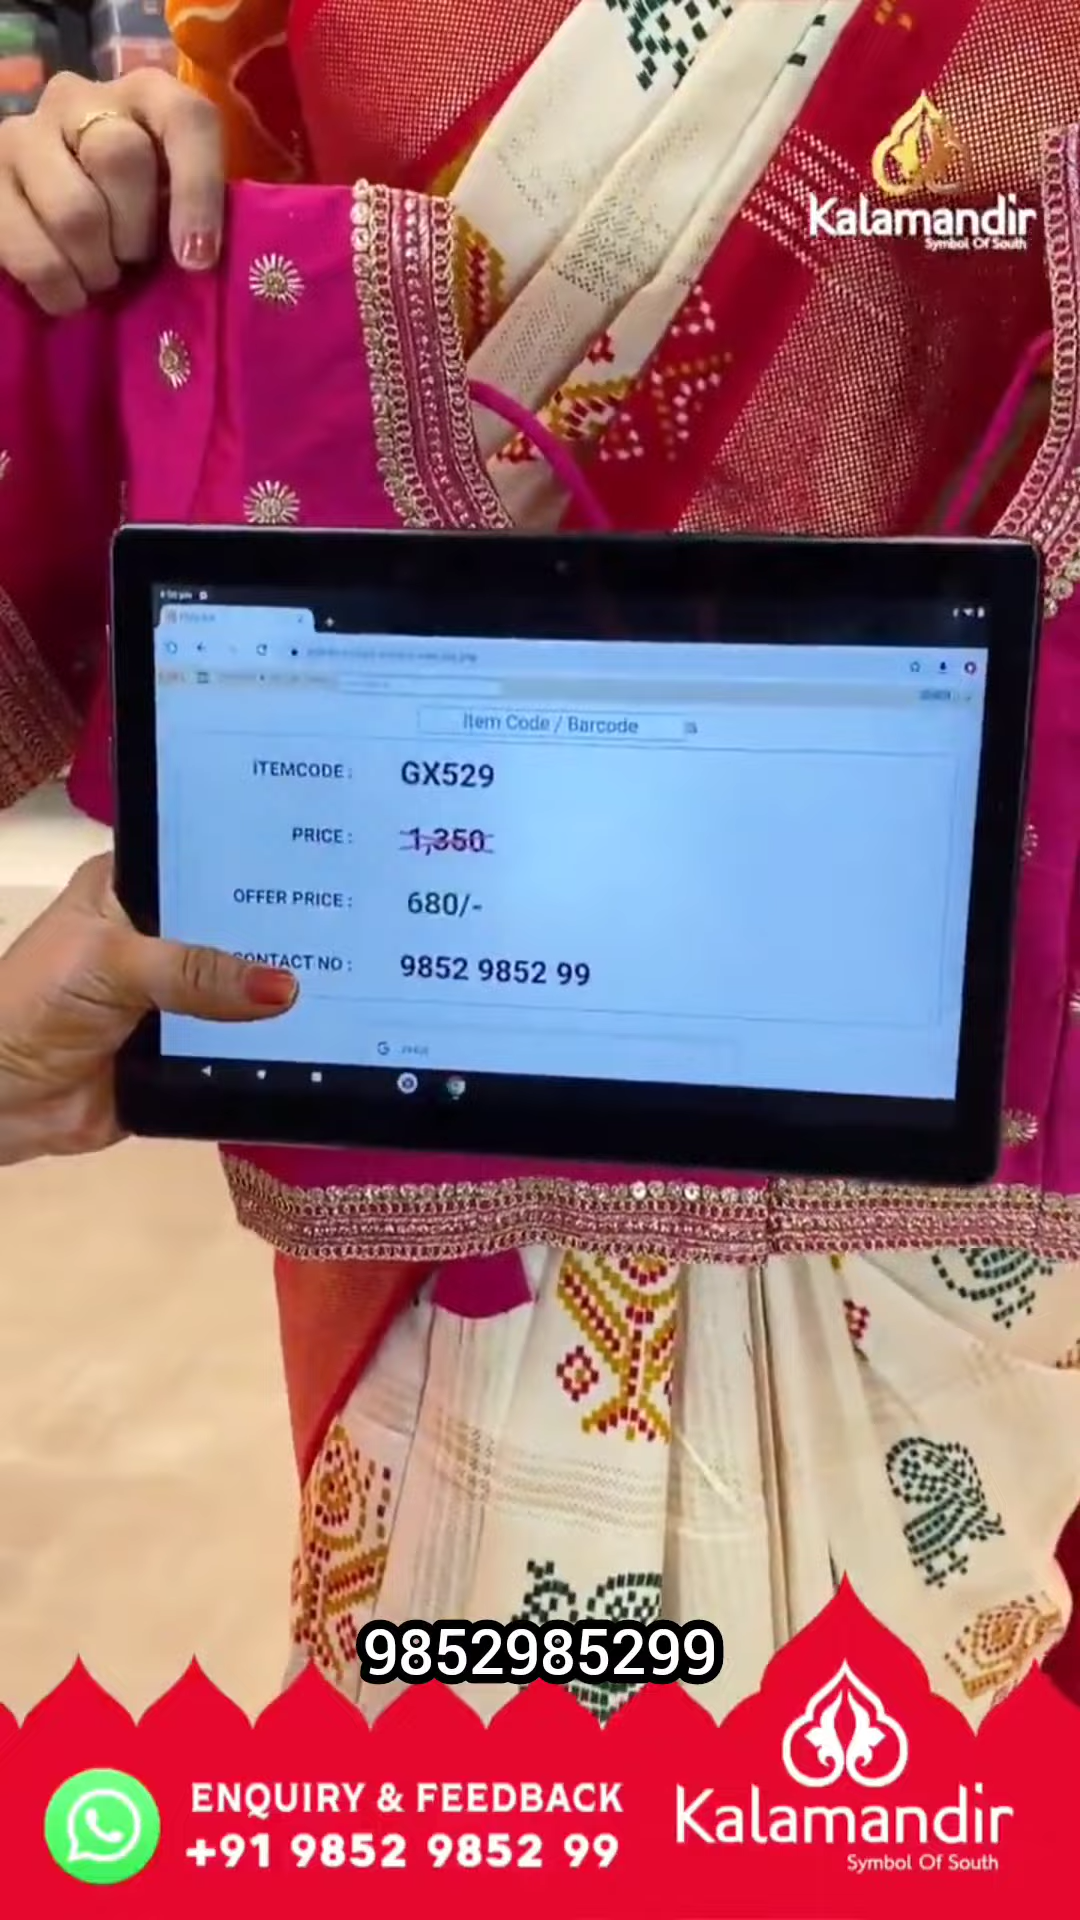 Kalamandir
Symbol Of South
Item Code / Barcode
ITEMCODE : GX529
PRICE : 1,350
OFFER PRICE : 680/-
CONTACT NO : 9852 9852 99
9852985299
ENQUIRY & FEEDBACK
+91 9852 9852 99
Kalamandir
Symbol Of South